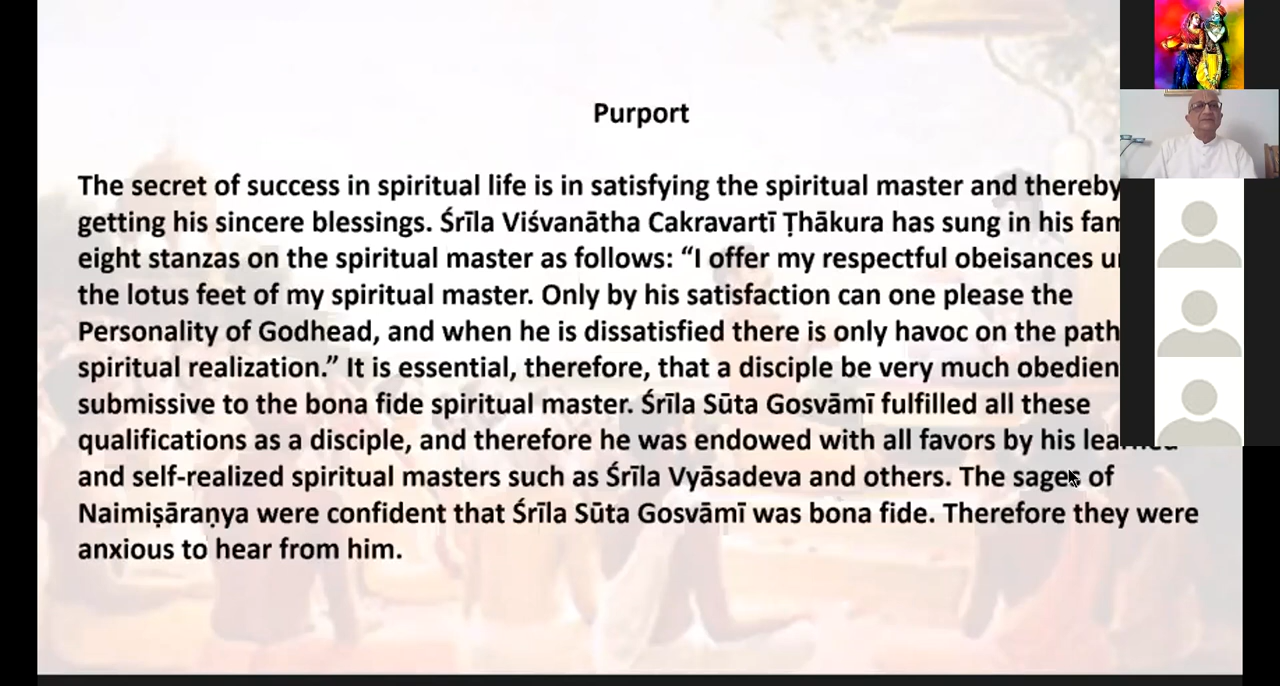 Purport
The secret of success in spiritual life is in satisfying the spiritual master and thereby
getting his sincere blessings. Śrīla Viśvanātha Cakravartī Ṭhākura has sung in his
eight stanzas on the spiritual master as follows: “I offer my respectful obeisances
the lotus feet of my spiritual master. Only by his satisfaction can one please the
Personality of Godhead, and when he is dissatisfied there is only havoc on the path
spiritual realization.” It is essential, therefore, that a disciple be very much
submissive to the bona fide spiritual master. Śrīla Sūta Gosvāmī fulfilled all these
qualifications as a disciple, and therefore he was endowed with all favors by his
and self-realized spiritual masters such as Śrīla Vyāsadeva and others. The sages of
Naimiṣāraṇya were confident that Śrīla Sūta Gosvāmī was bona fide. Therefore they were
anxious to hear from him.